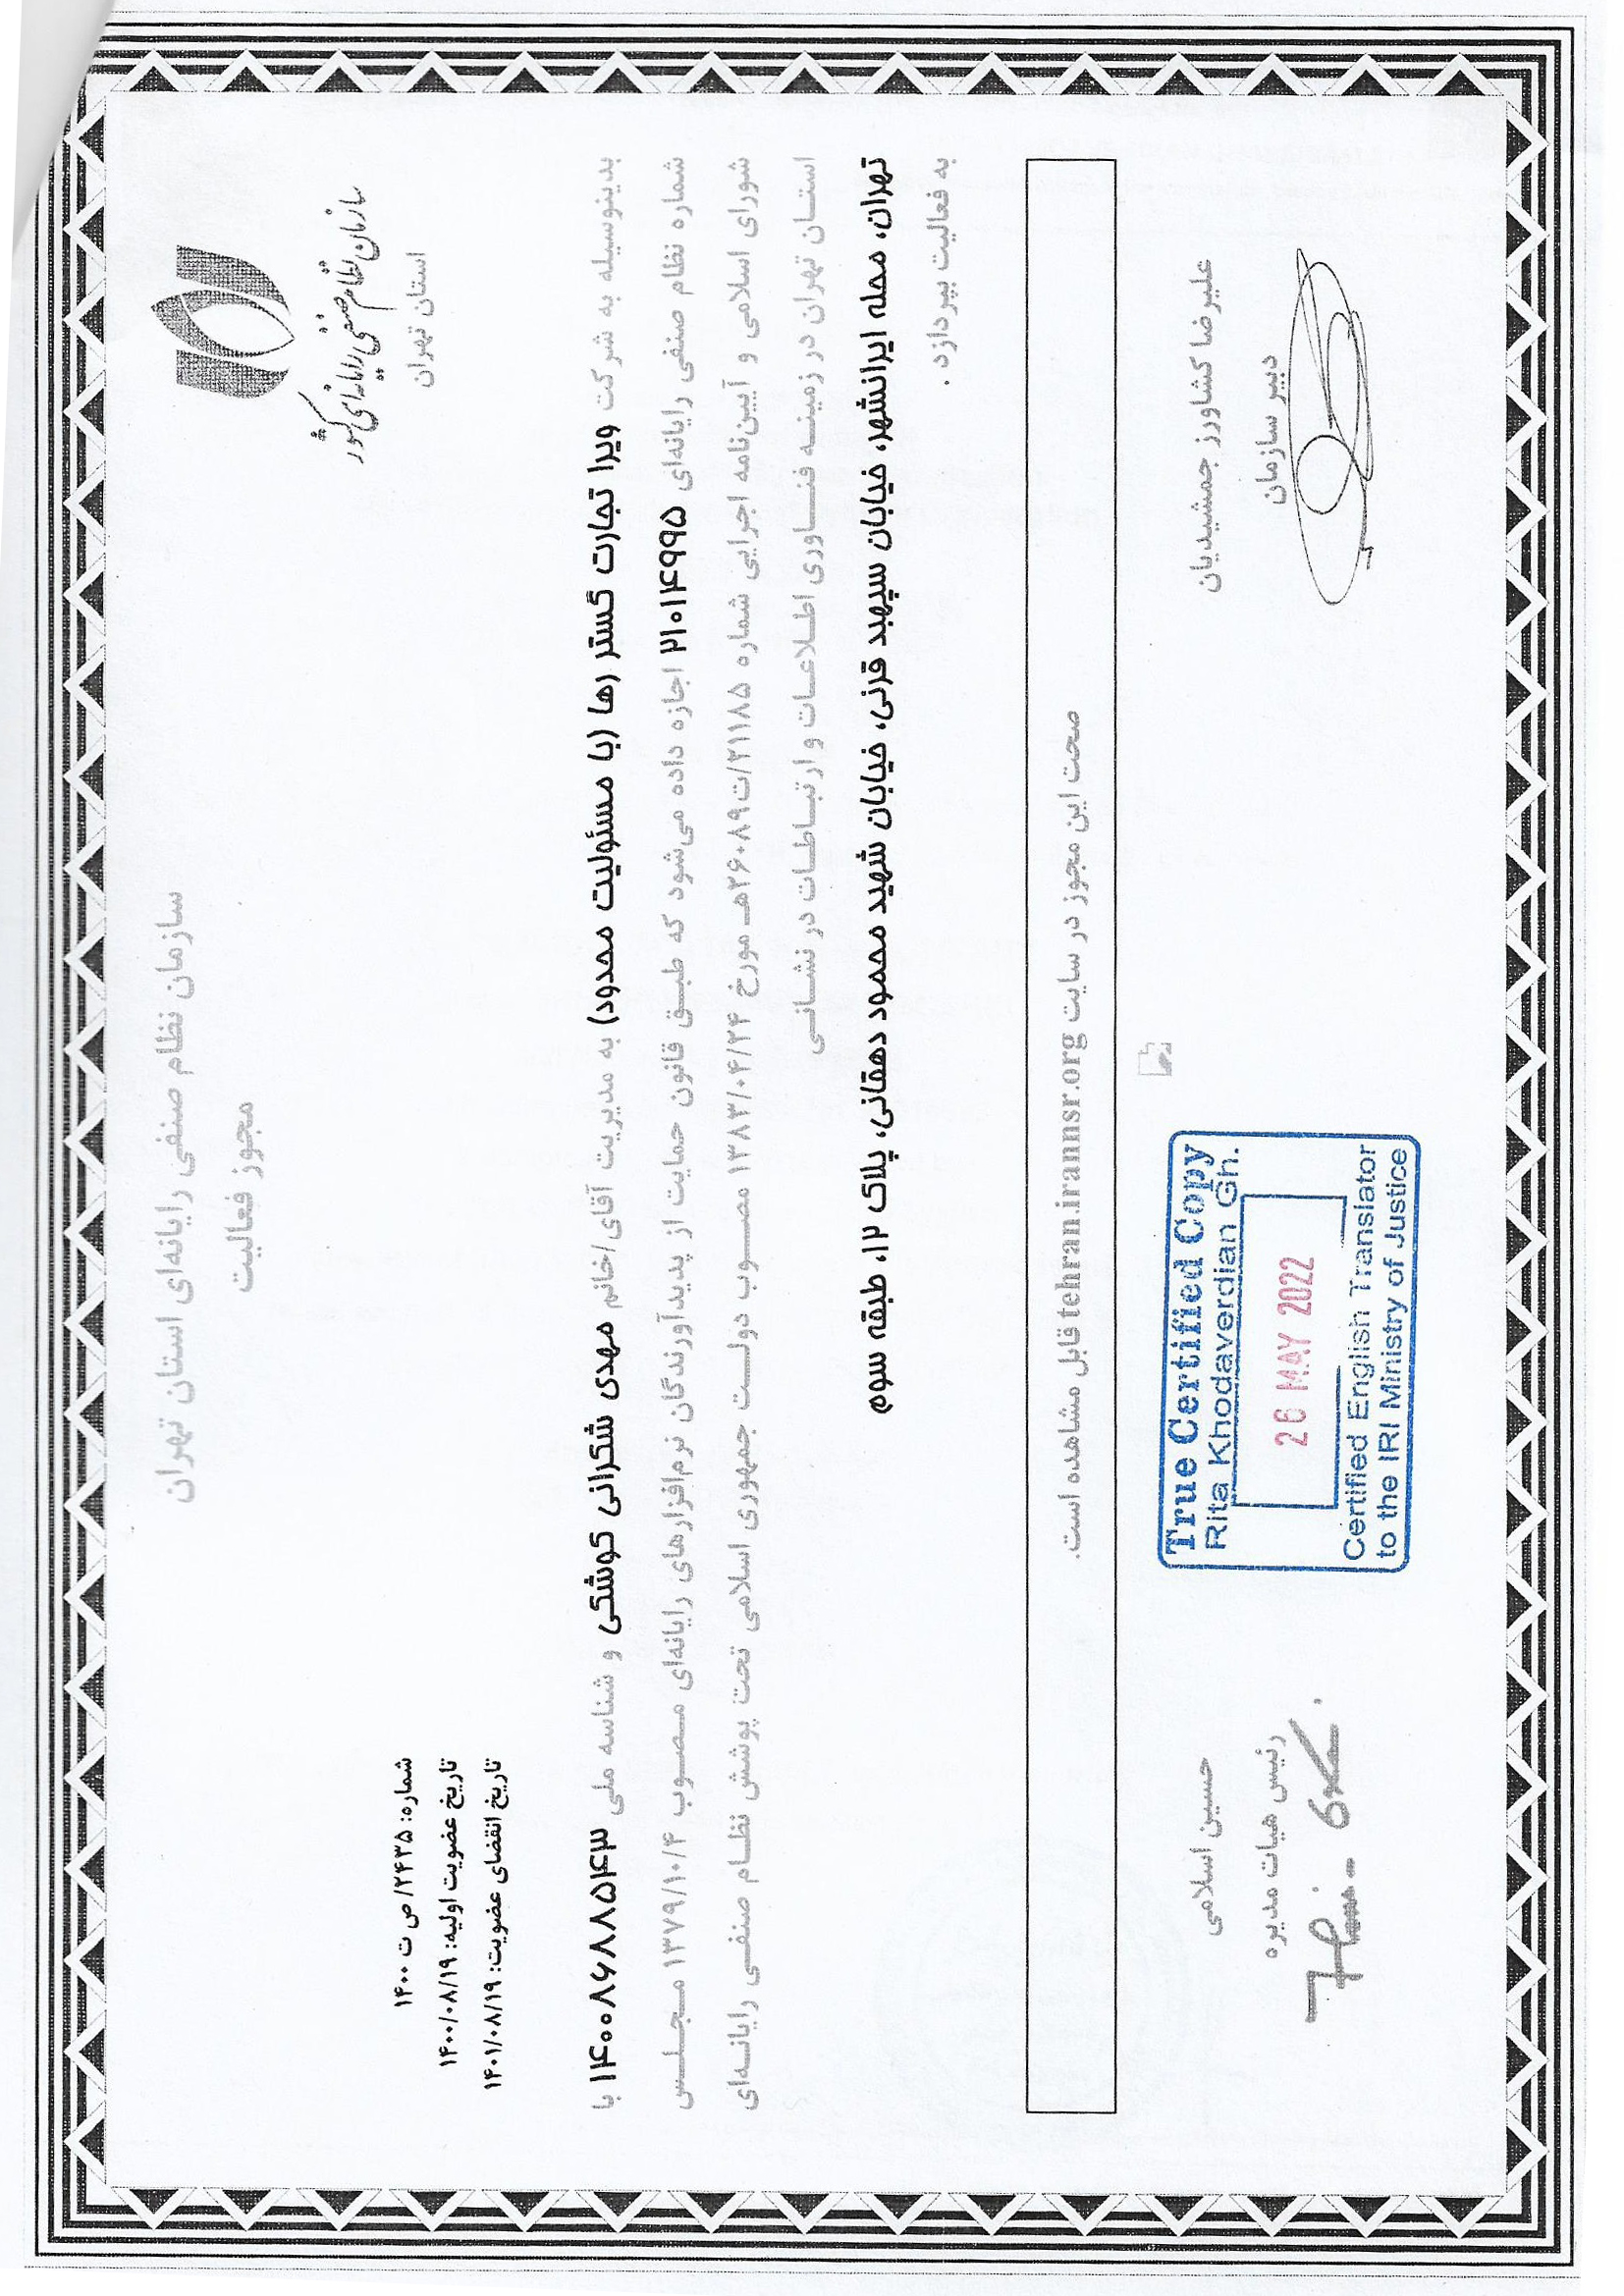 سازمان نظام صنفی رایانه‌ای کشور
استان تهران
سازمان نظام صنفی رایانه‌ای استان تهران
مجوز فعالیت
شماره: ۲۴۳۵/ ص ت ۱۴۰۰
تاریخ عضویت اولیه: ۱۴۰۰/۰۸/۱۹
تاریخ انقضای عضویت: ۱۴۰۱/۰۸/۱۹
بدینوسیله به شرکت ویرا تجارت گستر رها (با مسئولیت محدود) به مدیریت آقای/خانم مهدی شکرانی کوشکی و شناسه ملی ۱۴۰۰۸۶۸۸۵۴۳ با
شماره نظام صنفی رایانه‌ای ۲۱۰۱۴۹۹۵ اجازه داده می‌شود که طبق قانون حمایت از پدیدآورندگان نرم‌افزارهای رایانه‌ای مصوب ۱۳۷۹/۱۰/۴ مجلس
شورای اسلامی و آیین‌نامه اجرایی شماره ۲۱۱۸۵/ت۲۶۰۸۹هـ مورخ ۱۳۸۳/۰۴/۲۴ مصوب دولت جمهوری اسلامی تحت پوشش نظام صنفی رایانه‌ای
استان تهران در زمینه فناوری اطلاعات و ارتباطات در نشانی
تهران، محله ایرانشهر، خیابان سپهبد قرنی، خیابان شهید محمود دهقانی، پلاک ۱۲، طبقه سوم
به فعالیت بپردازد.
صحت این مجوز در سایت tehran.irannsr.org قابل مشاهده است.
علیرضا کشاورز جمشیدیان
دبیر سازمان
True Certified Copy
Rita Khodaverdian Gh.
26 MAY 2022
Certified English Translator
to the IRI Ministry of Justice
حسین اسلامی
رئیس هیات مدیره